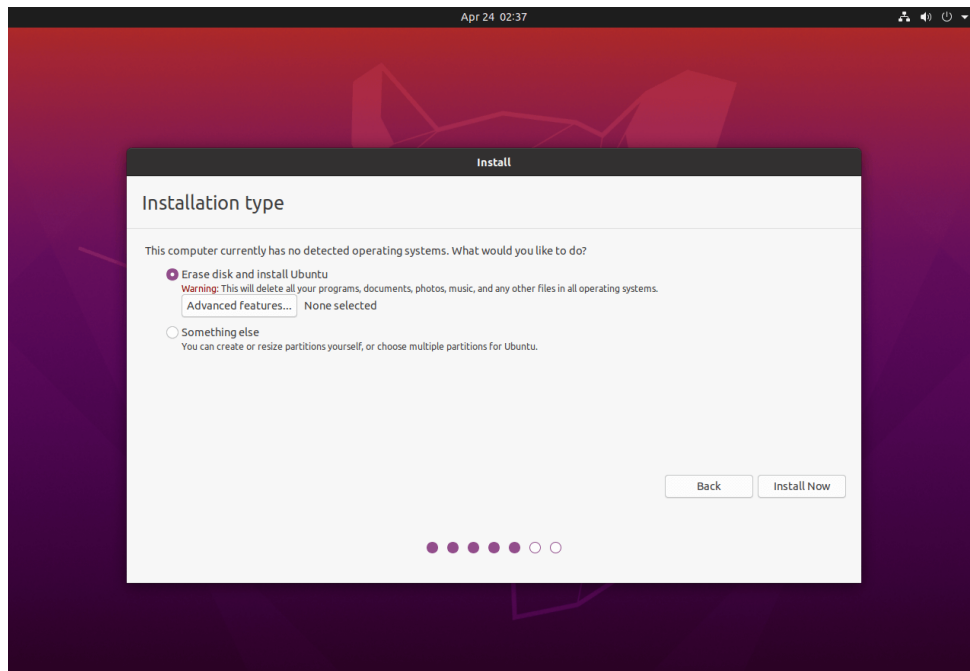 Apr 24 02:37
Install
Installation type
This computer currently has no detected operating systems. What would you like to do?
Erase disk and install Ubuntu
Warning: This will delete all your programs, documents, photos, music, and any other files in all operating systems.
Advanced features... None selected
Something else
You can create or resize partitions yourself, or choose multiple partitions for Ubuntu.
Back Install Now